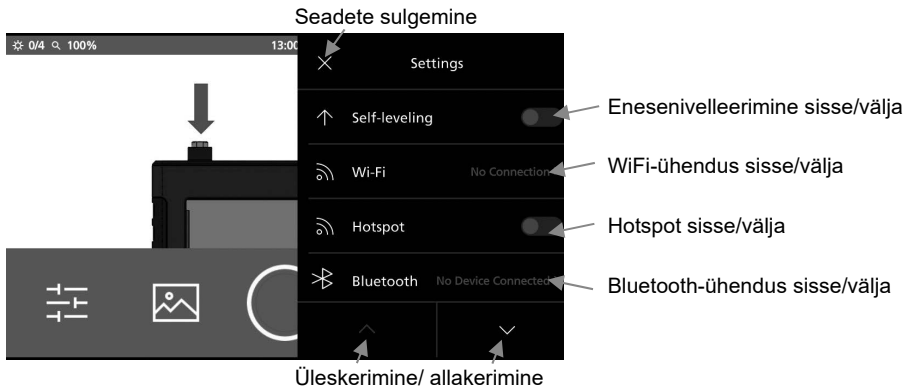 Seadete sulgemine
0/4 100% 13:00
Settings
Self-leveling
Enesenivelleerimine sisse/välja
Wi-Fi No Connection
WiFi-ühendus sisse/välja
Hotspot
Hotspot sisse/välja
Bluetooth No Device Connected
Bluetooth-ühendus sisse/välja
Üleskerimine/ allakerimine